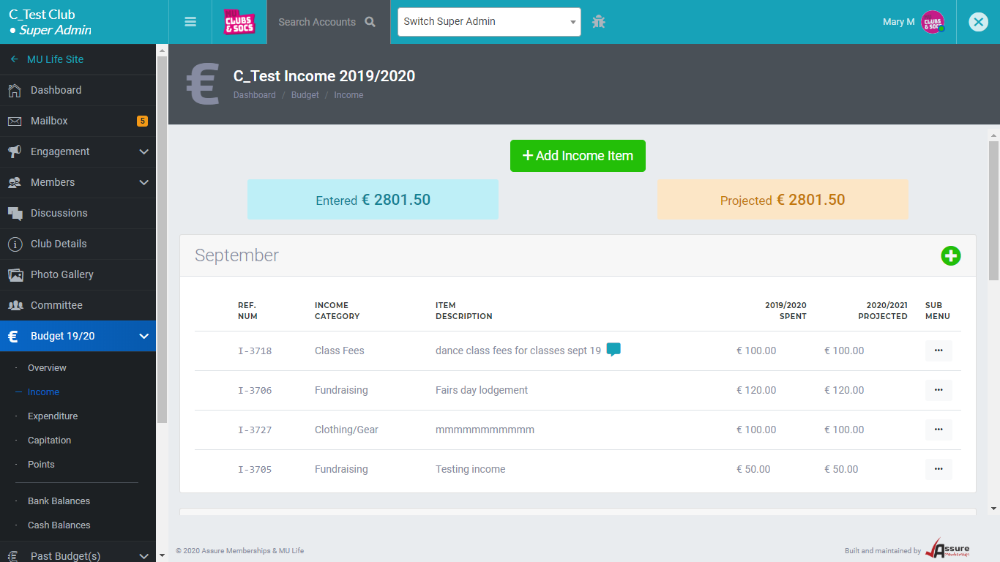 C_Test Club
• Super Admin
MU CLUBS & SOCS
Search Accounts
Switch Super Admin
Mary M
CLUBS & SOCS
← MU Life Site
Dashboard
Mailbox 5
Engagement
Members
Discussions
Club Details
Photo Gallery
Committee
€ Budget 19/20
· Overview
– Income
· Expenditure
· Capitation
· Points
· Bank Balances
· Cash Balances
€ Past Budget(s)
€
C_Test Income 2019/2020
Dashboard / Budget / Income
+ Add Income Item
Entered € 2801.50
Projected € 2801.50
September
REF. NUM INCOME CATEGORY ITEM DESCRIPTION 2019/2020 SPENT 2020/2021 PROJECTED SUB MENU
I-3718 Class Fees dance class fees for classes sept 19 € 100.00 € 100.00 ···
I-3706 Fundraising Fairs day lodgement € 120.00 € 120.00 ···
I-3727 Clothing/Gear mmmmmmmmmmm € 100.00 € 100.00 ···
I-3705 Fundraising Testing income € 50.00 € 50.00 ···
© 2020 Assure Memberships & MU Life
Built and maintained by Assure Memberships